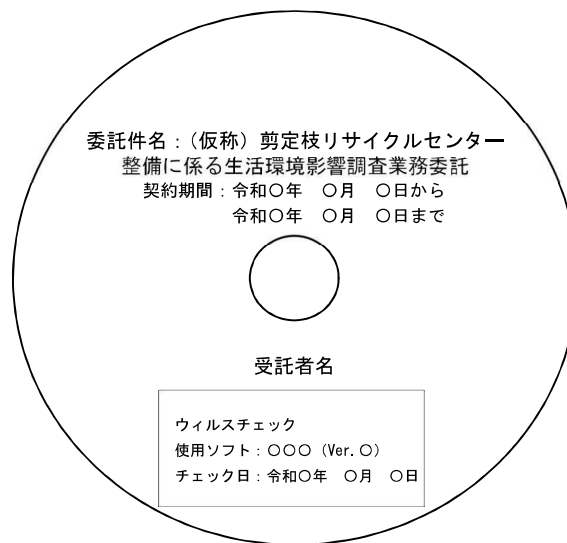 委託件名：（仮称）剪定枝リサイクルセンター
整備に係る生活環境影響調査業務委託
契約期間：令和○年　○月　○日から
令和○年　○月　○日まで
受託者名
ウィルスチェック
使用ソフト：○○○（Ver.○）
チェック日：令和○年　○月　○日